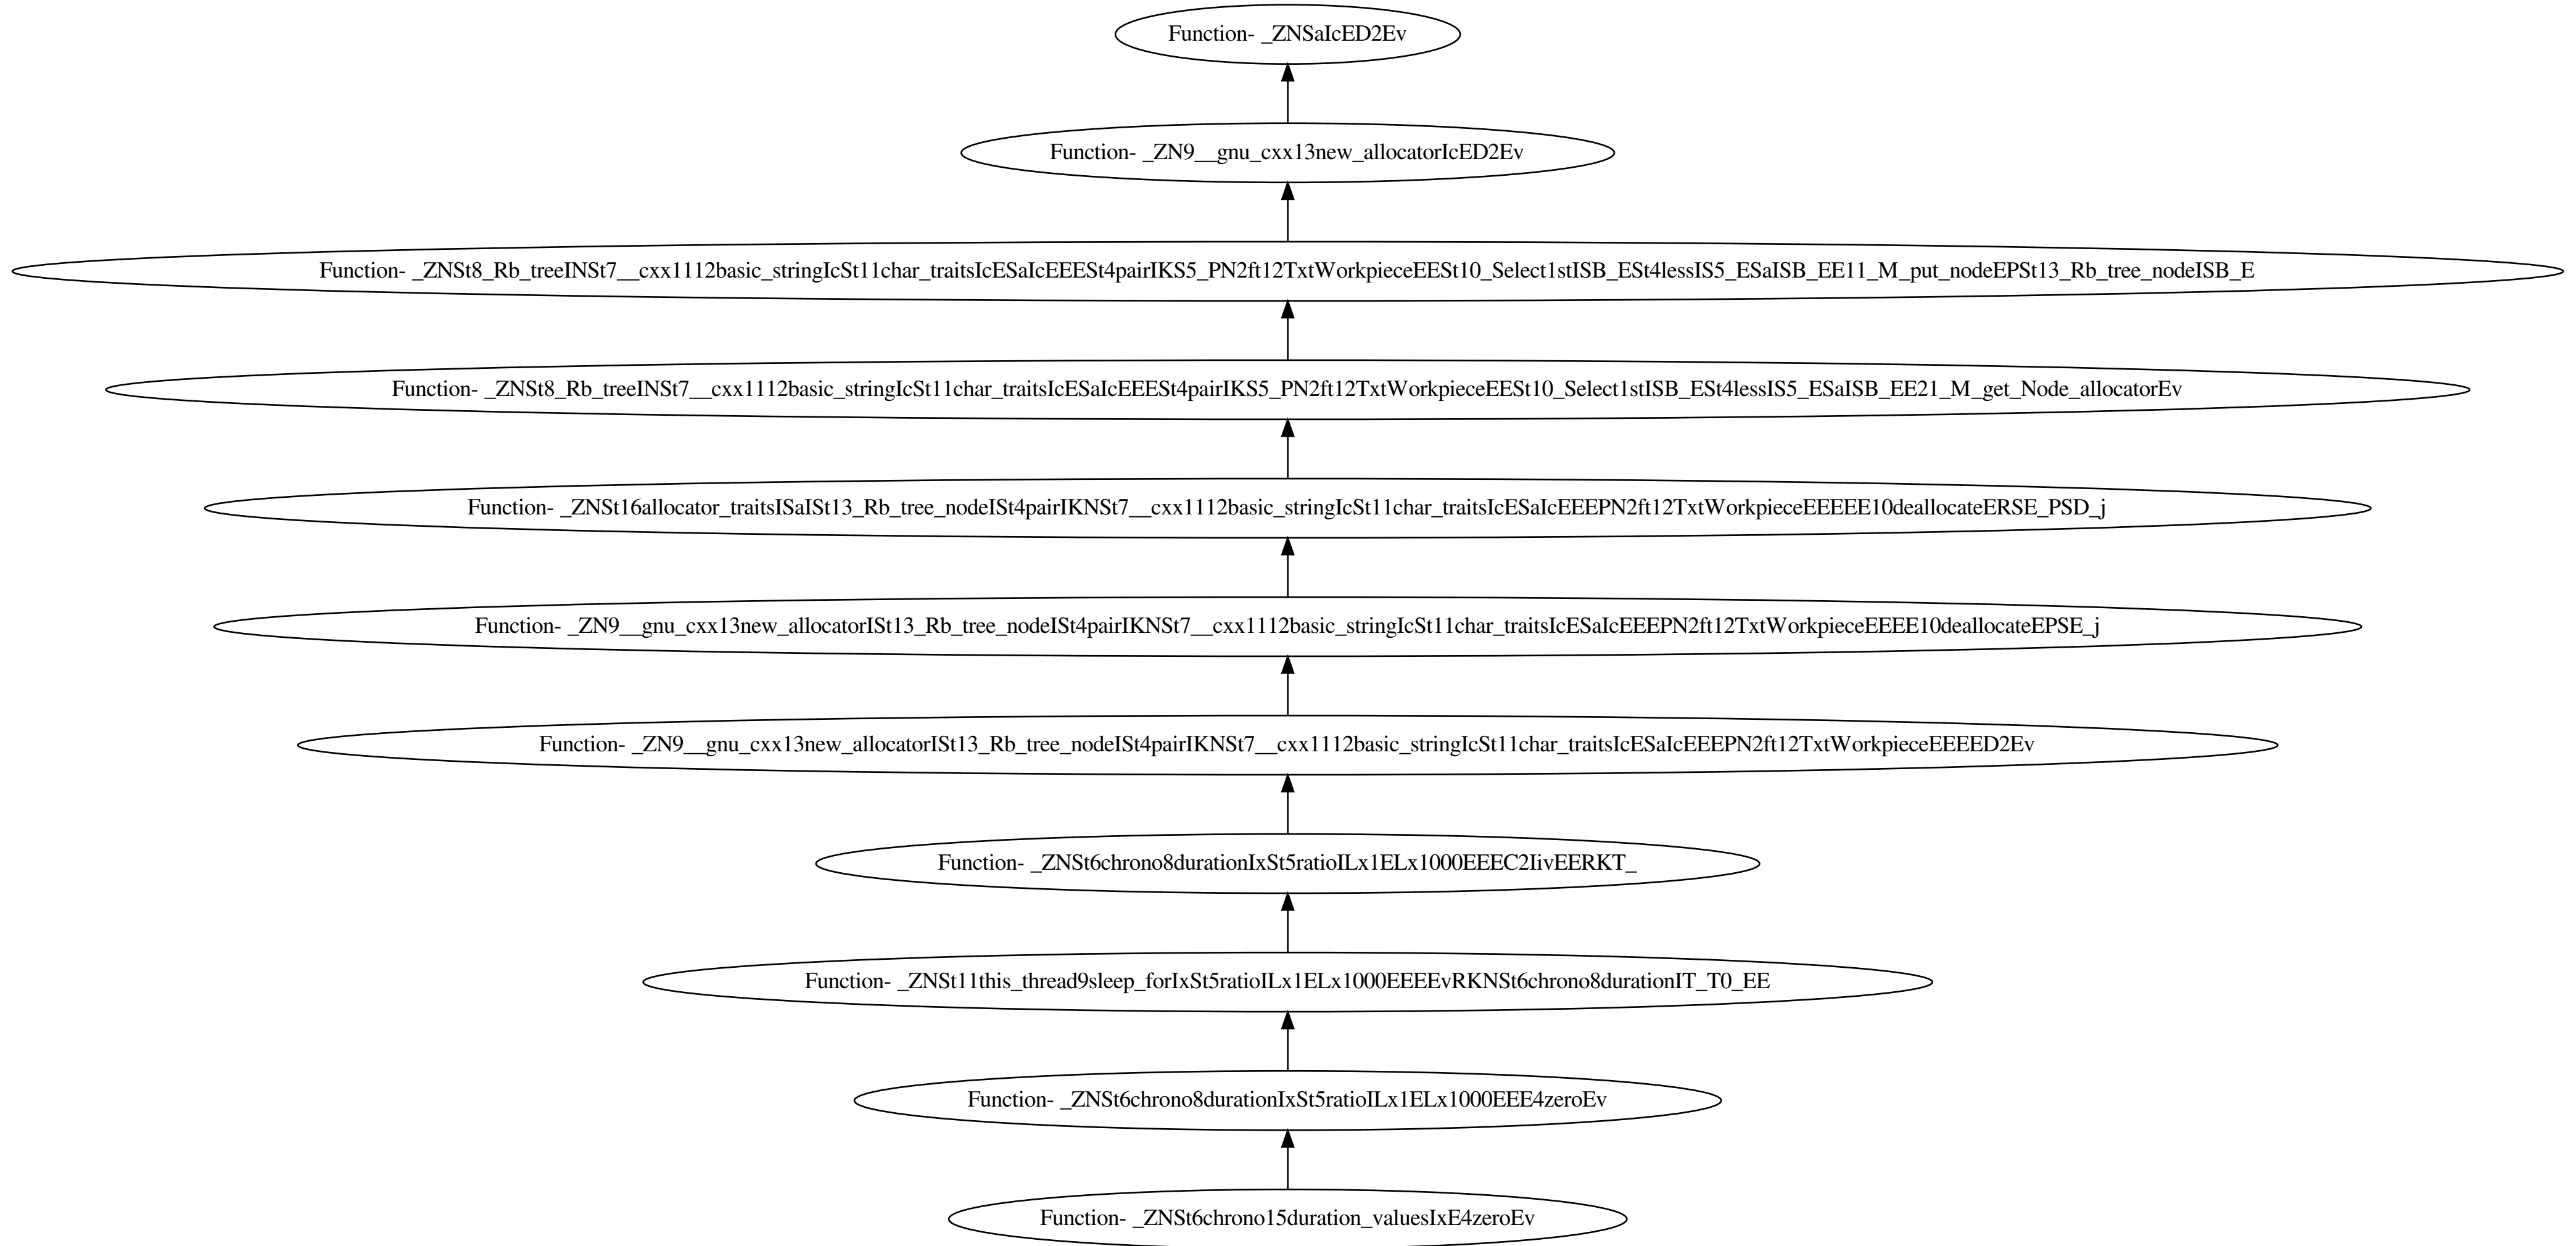 Function- _ZNSaIcED2Ev
Function- _ZN9__gnu_cxx13new_allocatorIcED2Ev
Function- _ZNSt8_Rb_treeINSt7__cxx1112basic_stringIcSt11char_traitsIcESaIcEEESt4pairIKS5_PN2ft12TxtWorkpieceEESt10_Select1stISB_ESt4lessIS5_ESaISB_EE11_M_put_nodeEPSt13_Rb_tree_nodeISB_E
Function- _ZNSt8_Rb_treeINSt7__cxx1112basic_stringIcSt11char_traitsIcESaIcEEESt4pairIKS5_PN2ft12TxtWorkpieceEESt10_Select1stISB_ESt4lessIS5_ESaISB_EE21_M_get_Node_allocatorEv
Function- _ZNSt16allocator_traitsISaISt13_Rb_tree_nodeISt4pairIKNSt7__cxx1112basic_stringIcSt11char_traitsIcESaIcEEEPN2ft12TxtWorkpieceEEEEE10deallocateERSE_PSD_j
Function- _ZN9__gnu_cxx13new_allocatorISt13_Rb_tree_nodeISt4pairIKNSt7__cxx1112basic_stringIcSt11char_traitsIcESaIcEEEPN2ft12TxtWorkpieceEEEE10deallocateEPSE_j
Function- _ZN9__gnu_cxx13new_allocatorISt13_Rb_tree_nodeISt4pairIKNSt7__cxx1112basic_stringIcSt11char_traitsIcESaIcEEEPN2ft12TxtWorkpieceEEEED2Ev
Function- _ZNSt6chrono8durationIxSt5ratioILx1ELx1000EEEC2IivEERKT_
Function- _ZNSt11this_thread9sleep_forIxSt5ratioILx1ELx1000EEEEvRKNSt6chrono8durationIT_T0_EE
Function- _ZNSt6chrono8durationIxSt5ratioILx1ELx1000EEE4zeroEv
Function- _ZNSt6chrono15duration_valuesIxE4zeroEv